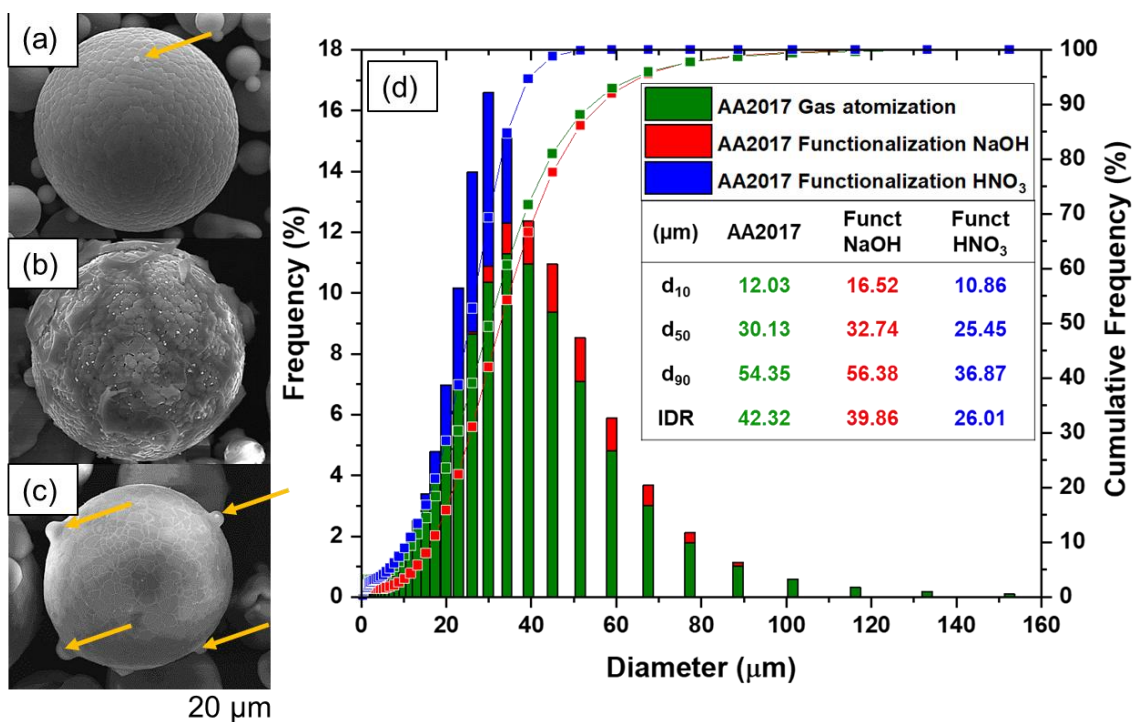 (a)
(b)
(c)
20 µm
(d)
Frequency (%)
18
16
14
12
10
8
6
4
2
0
0 20 40 60 80 100 120 140 160
Diameter (µm)
100
90
80
70
60
50
40
30
20
10
0
Cumulative Frequency (%)
AA2017 Gas atomization
AA2017 Functionalization NaOH
AA2017 Functionalization HNO₃
(µm) AA2017 Funct NaOH Funct HNO₃
d₁₀ 12.03 16.52 10.86
d₅₀ 30.13 32.74 25.45
d₉₀ 54.35 56.38 36.87
IDR 42.32 39.86 26.01